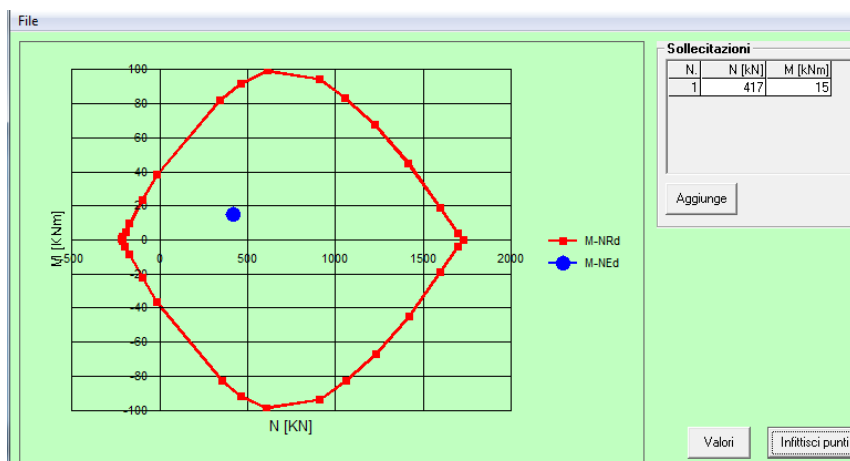 File
Sollecitazioni
N. N [kN] M [kNm]
1 417 15
Aggiunge
100
80
60
40
20
0
-20
-40
-60
-80
-100
-500 0 500 1000 1500 2000
M [KNm]
N [KN]
M-NRd
M-NEd
Valori
Infittisci punti